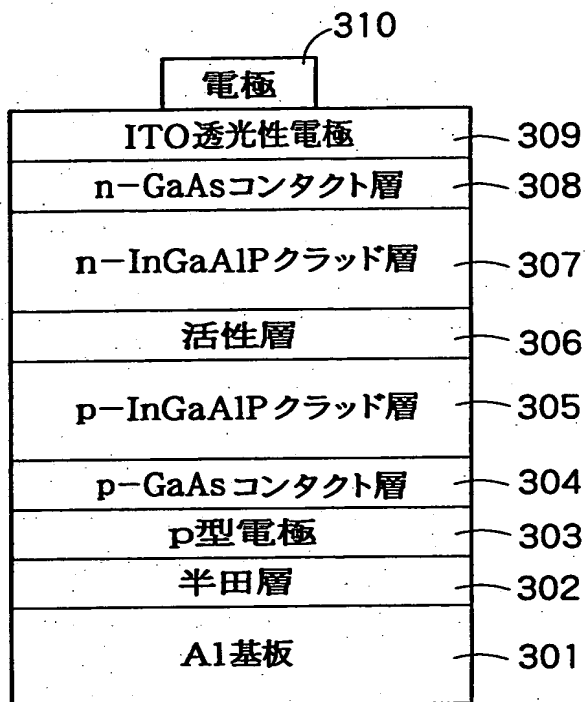 310
電極
ITO透光性電極 309
n-GaAsコンタクト層 308
n-InGaAlPクラッド層 307
活性層 306
p-InGaAlPクラッド層 305
p-GaAsコンタクト層 304
p型電極 303
半田層 302
Al基板 301